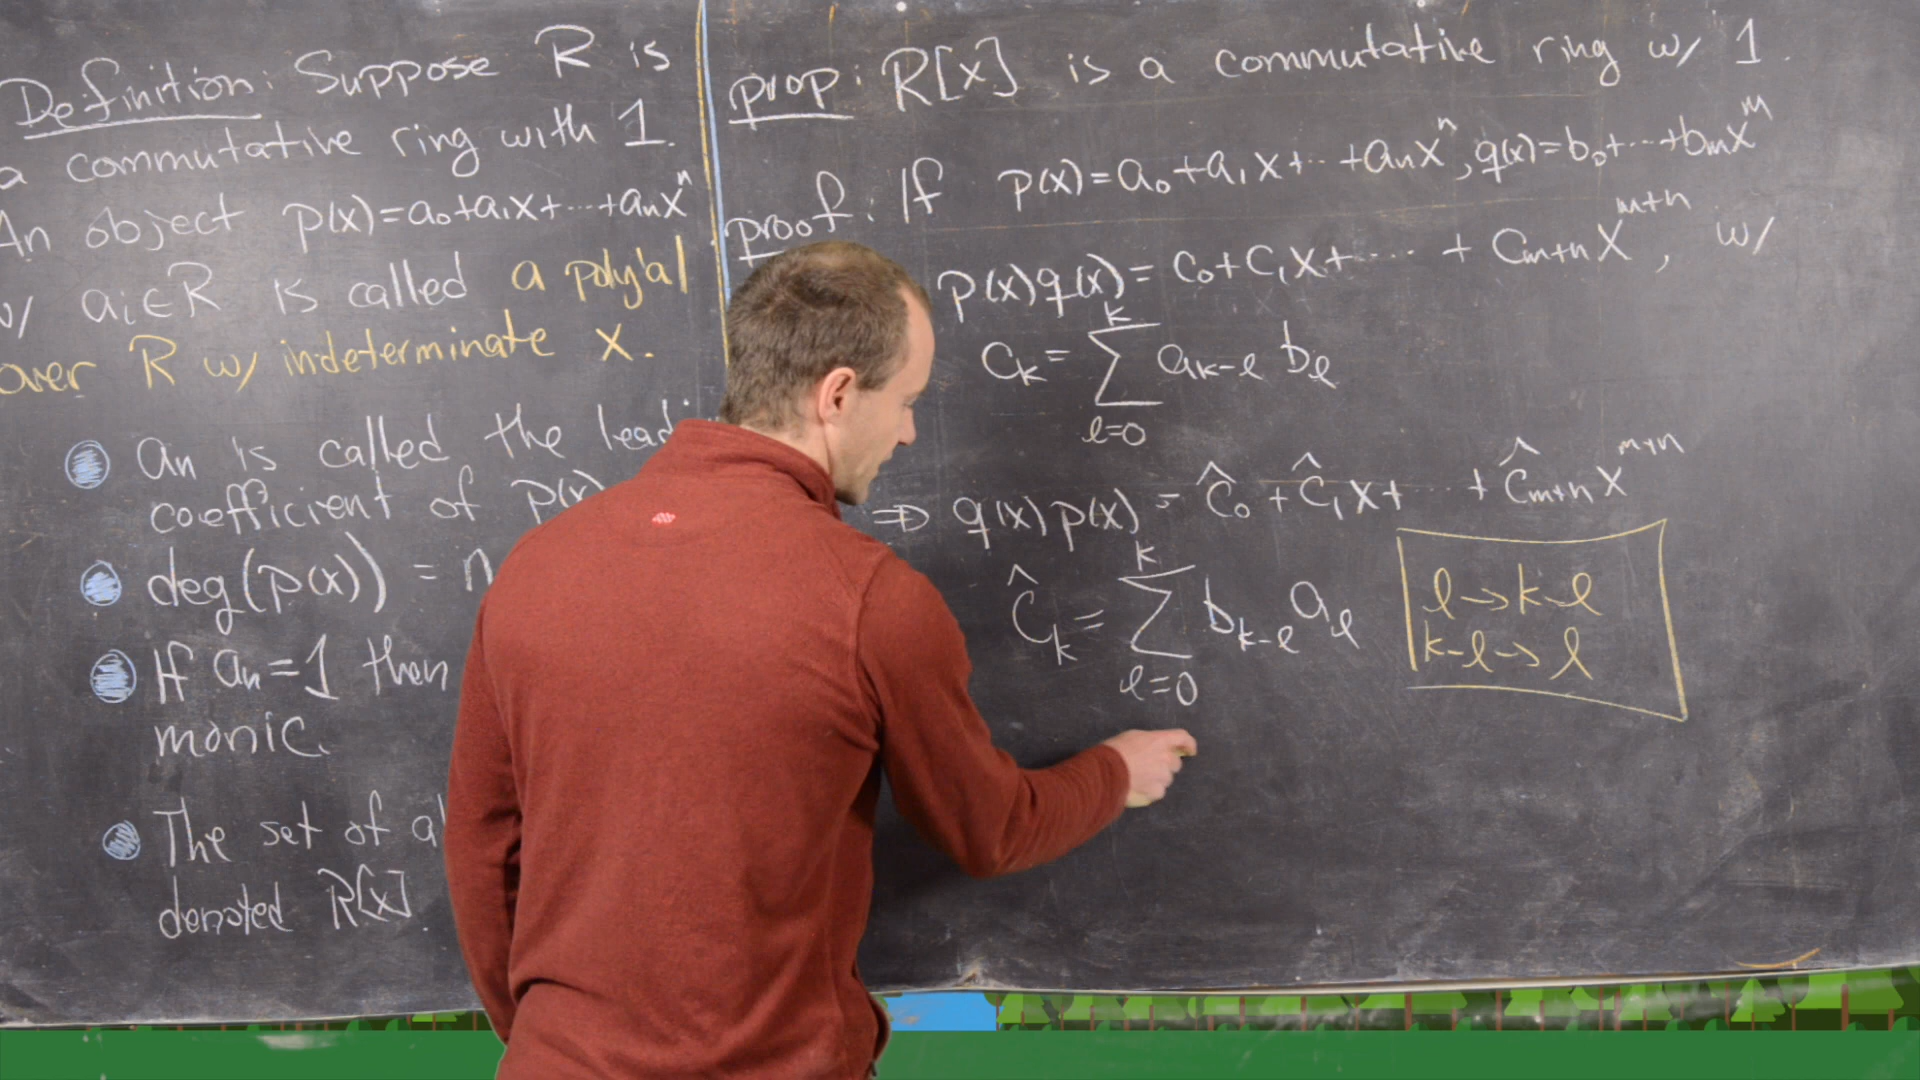 Definition: Suppose R is
a commutative ring with 1.
An object p(x)=a₀+a₁x+⋯+aₙxⁿ
w/ aᵢ∈R is called a poly'al
over R w/ indeterminate x.
aₙ is called the
coefficient of p(x)
deg(p(x)) = n
If aₙ=1 then
monic.
The set of
denoted R[x].
prop: R[x] is a commutative ring w/ 1.
proof: If p(x)=a₀+a₁x+⋯+aₙxⁿ, q(x)=b₀+⋯+bₘxᵐ
p(x)q(x)= c₀+c₁x+⋯+cₘ₊ₙxᵐ⁺ⁿ, w/
cₖ = ∑_{ℓ=0}^{k} a_{k-ℓ} b_ℓ
⇒ q(x)p(x) = ĉ₀+ĉ₁x+⋯+ĉₘ₊ₙxᵐ⁺ⁿ
ĉₖ = ∑_{ℓ=0}^{k} b_{k-ℓ} a_ℓ
ℓ→k-ℓ
k-ℓ→ℓ